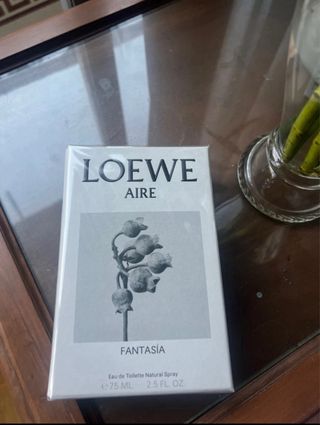 LOEWE
AIRE
FANTASÍA
Eau de Toilette Natural Spray
℮75 ML 2.5 FL. OZ.